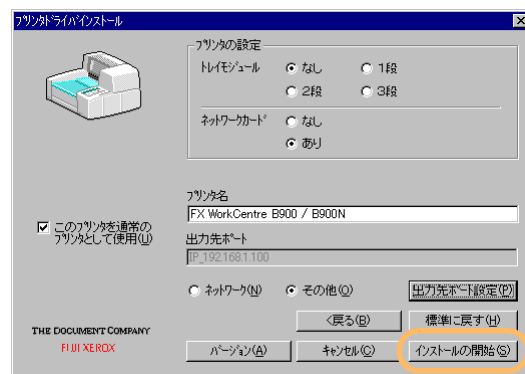 プリンタドライバインストール
プリンタの設定
トレイモジュール なし 1段
2段 3段
ネットワークカード なし
あり
プリンタ名
FX WorkCentre B900 / B900N
このプリンタを通常の
プリンタとして使用(U)
出力先ポート
IP_192.168.1.100
ネットワーク(N) その他(O) 出力先ポート設定(P)
<戻る(B) 標準に戻す(H)
THE DOCUMENT COMPANY
FUJI XEROX
バージョン(A) キャンセル(C) インストールの開始(S)